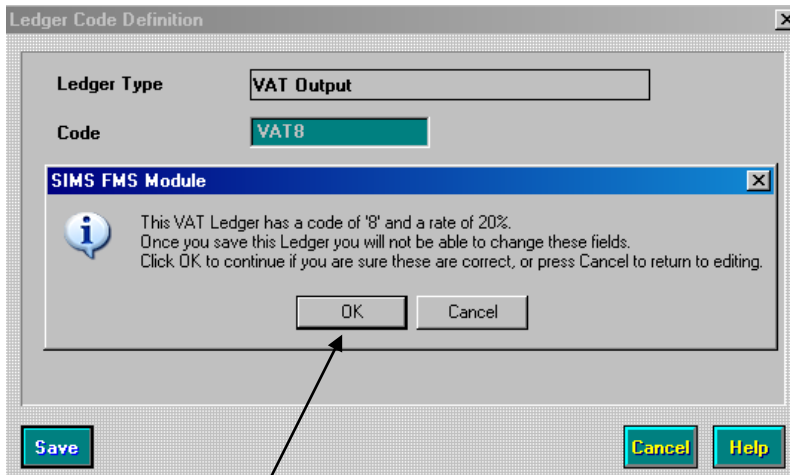 Ledger Code Definition
Ledger Type VAT Output
Code VAT8
SIMS FMS Module
This VAT Ledger has a code of '8' and a rate of 20%.
Once you save this Ledger you will not be able to change these fields.
Click OK to continue if you are sure these are correct, or press Cancel to return to editing.
OK Cancel
Save Cancel Help